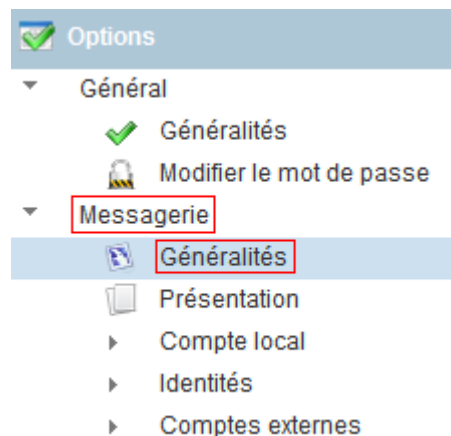 Options
Général
Généralités
Modifier le mot de passe
Messagerie
Généralités
Présentation
Compte local
Identités
Comptes externes